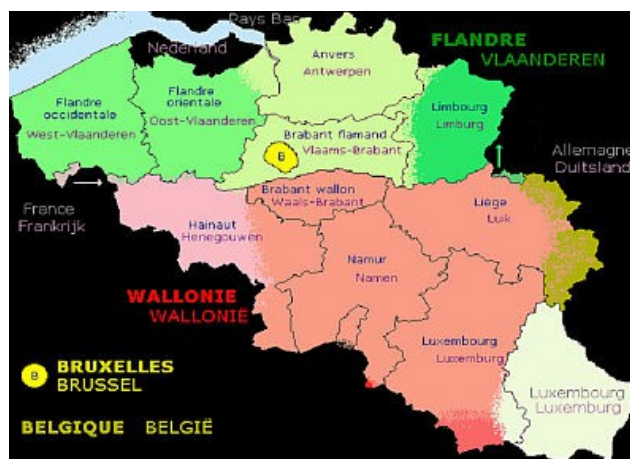 Pays Bas
Nederland
FLANDRE
VLAANDEREN
Anvers
Antwerpen
Flandre
occidentale
West-Vlaanderen
Flandre
orientale
Oost-Vlaanderen
Limbourg
Limburg
Brabant flamand
Vlaams-Brabant
B
Allemagne
Duitsland
Brabant wallon
Waals-Brabant
France
Frankrijk
Hainaut
Henegouwen
Liège
Luik
Namur
Namen
WALLONIE
WALLONIË
Luxembourg
Luxemburg
B
BRUXELLES
BRUSSEL
Luxembourg
Luxemburg
BELGIQUE BELGIË